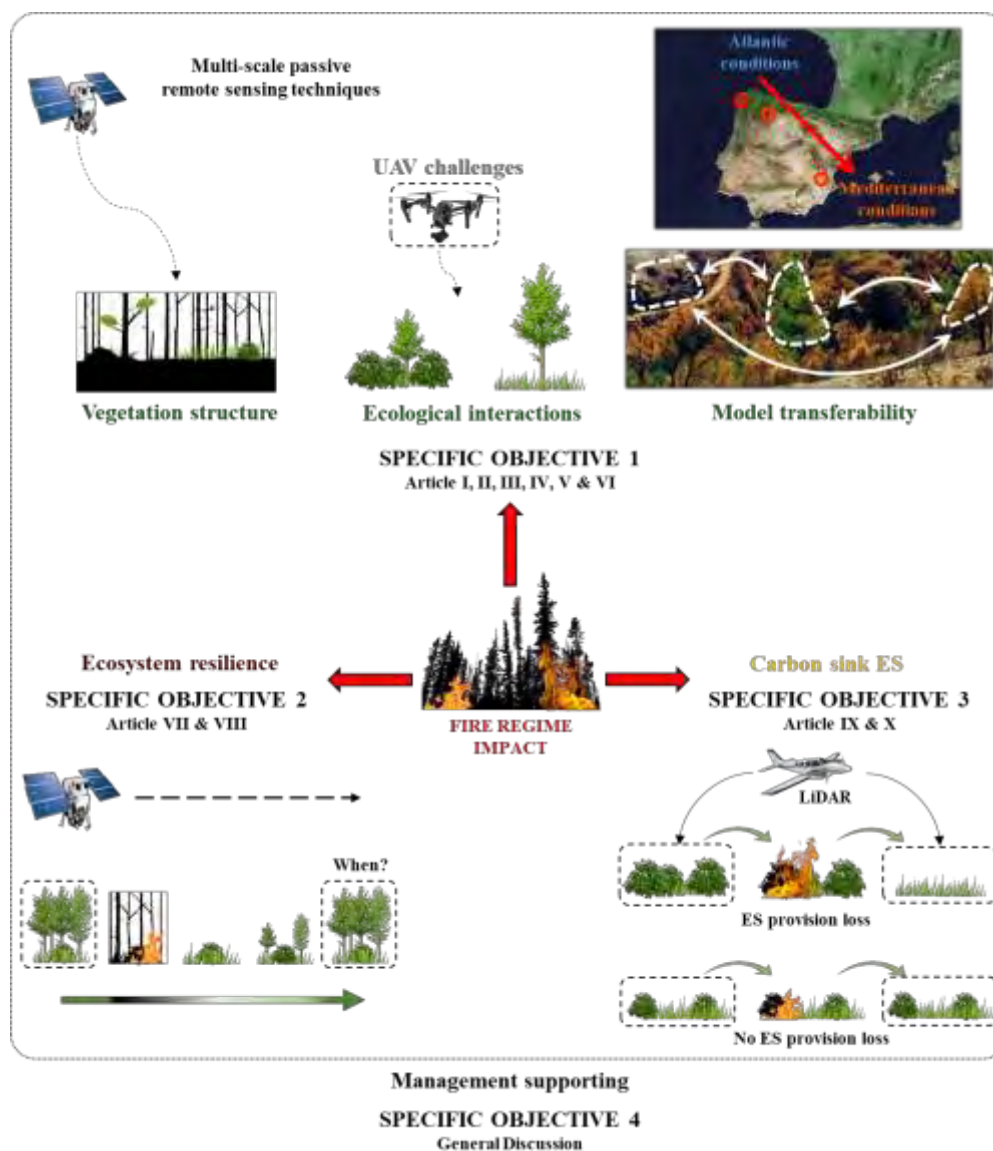 Multi-scale passive
remote sensing techniques
Atlantic
conditions
UAV challenges
Mediterranean
conditions
Vegetation structure
Ecological interactions
Model transferability
SPECIFIC OBJECTIVE 1
Article I, II, III, IV, V & VI
Ecosystem resilience
SPECIFIC OBJECTIVE 2
Article VII & VIII
FIRE REGIME
IMPACT
Carbon sink ES
SPECIFIC OBJECTIVE 3
Article IX & X
LiDAR
When?
ES provision loss
No ES provision loss
Management supporting
SPECIFIC OBJECTIVE 4
General Discussion